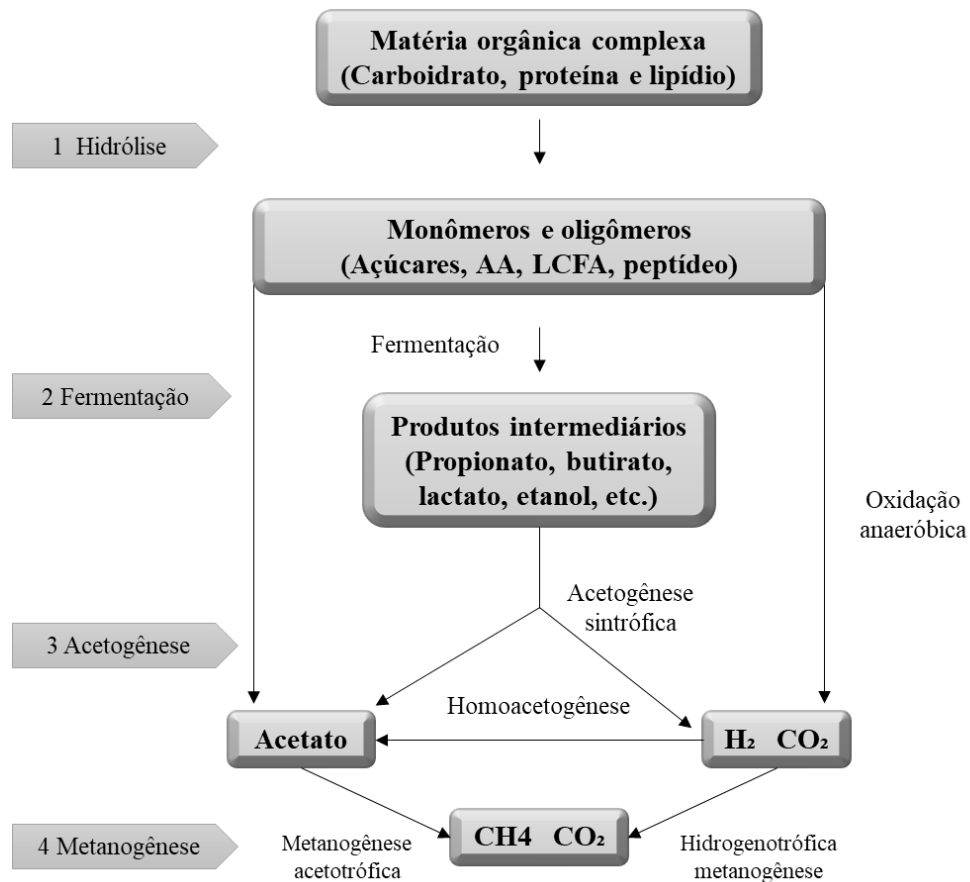 Matéria orgânica complexa
(Carboidrato, proteína e lipídio)
1 Hidrólise
Monômeros e oligômeros
(Açúcares, AA, LCFA, peptídeo)
Fermentação
2 Fermentação
Produtos intermediários
(Propionato, butirato,
lactato, etanol, etc.)
Oxidação
anaeróbica
Acetogênese
sintrófica
3 Acetogênese
Homoacetogênese
Acetato
H₂ CO₂
4 Metanogênese
Metanogênese
acetotrófica
CH4 CO₂
Hidrogenotrófica
metanogênese